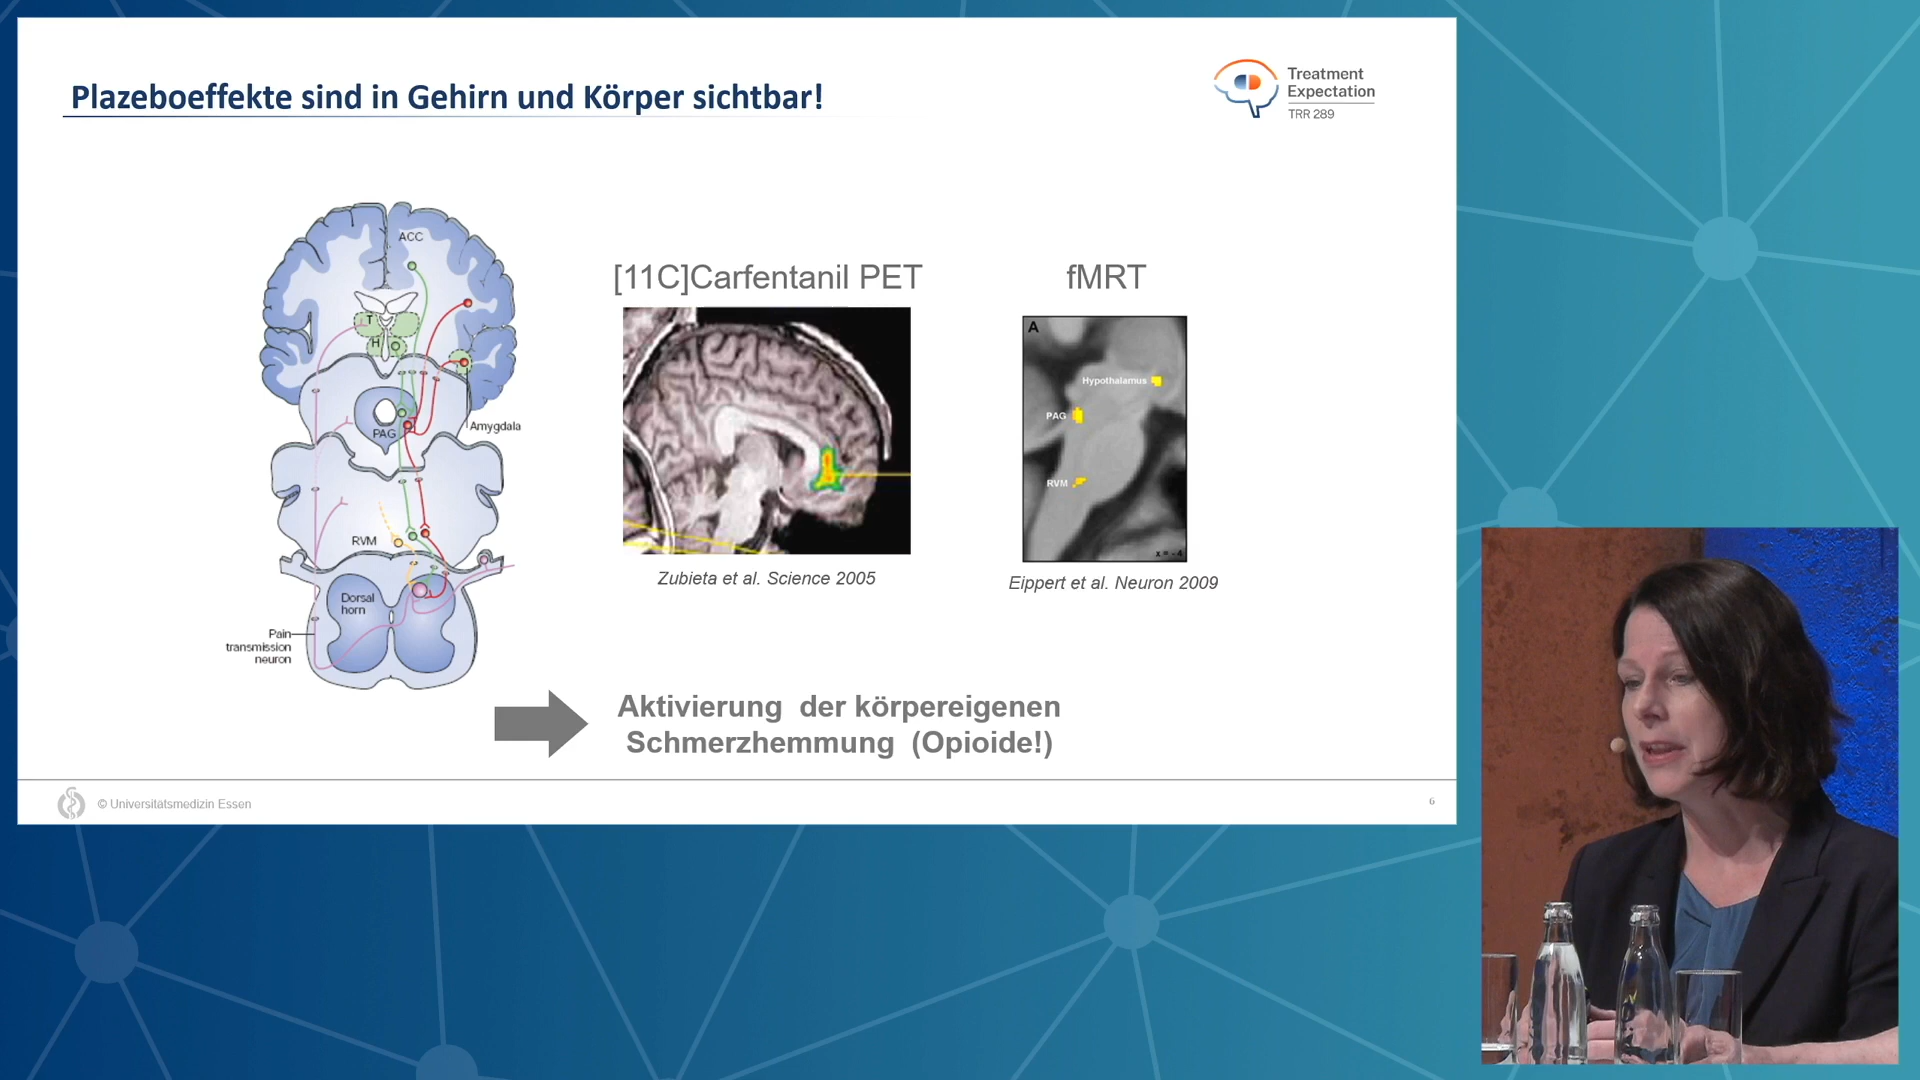 Plazeboeffekte sind in Gehirn und Körper sichtbar!
Treatment
Expectation
TRR 289
ACC
T
H
PAG
Amygdala
RVM
Dorsal
horn
Pain
transmission
neuron
[11C]Carfentanil PET
Zubieta et al. Science 2005
fMRT
A
Hypothalamus
PAG
RVM
x = -4
Eippert et al. Neuron 2009
Aktivierung der körpereigenen
Schmerzhemmung (Opioide!)
© Universitätsmedizin Essen
6